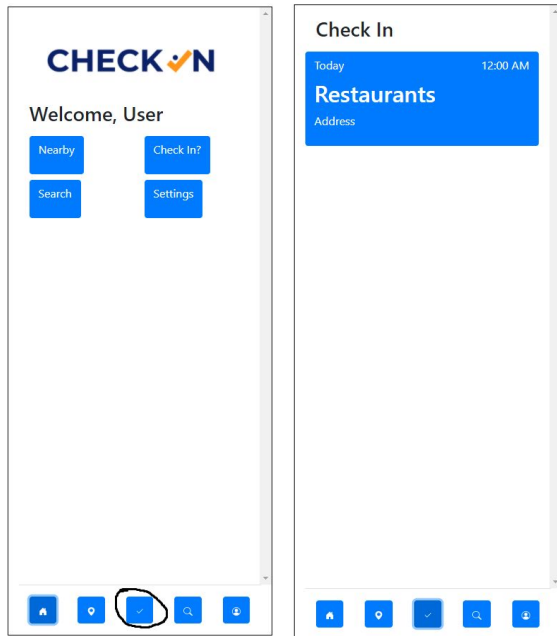 CHECK✓N
Welcome, User
Nearby
Check In?
Search
Settings
Check In
Today 12:00 AM
Restaurants
Address